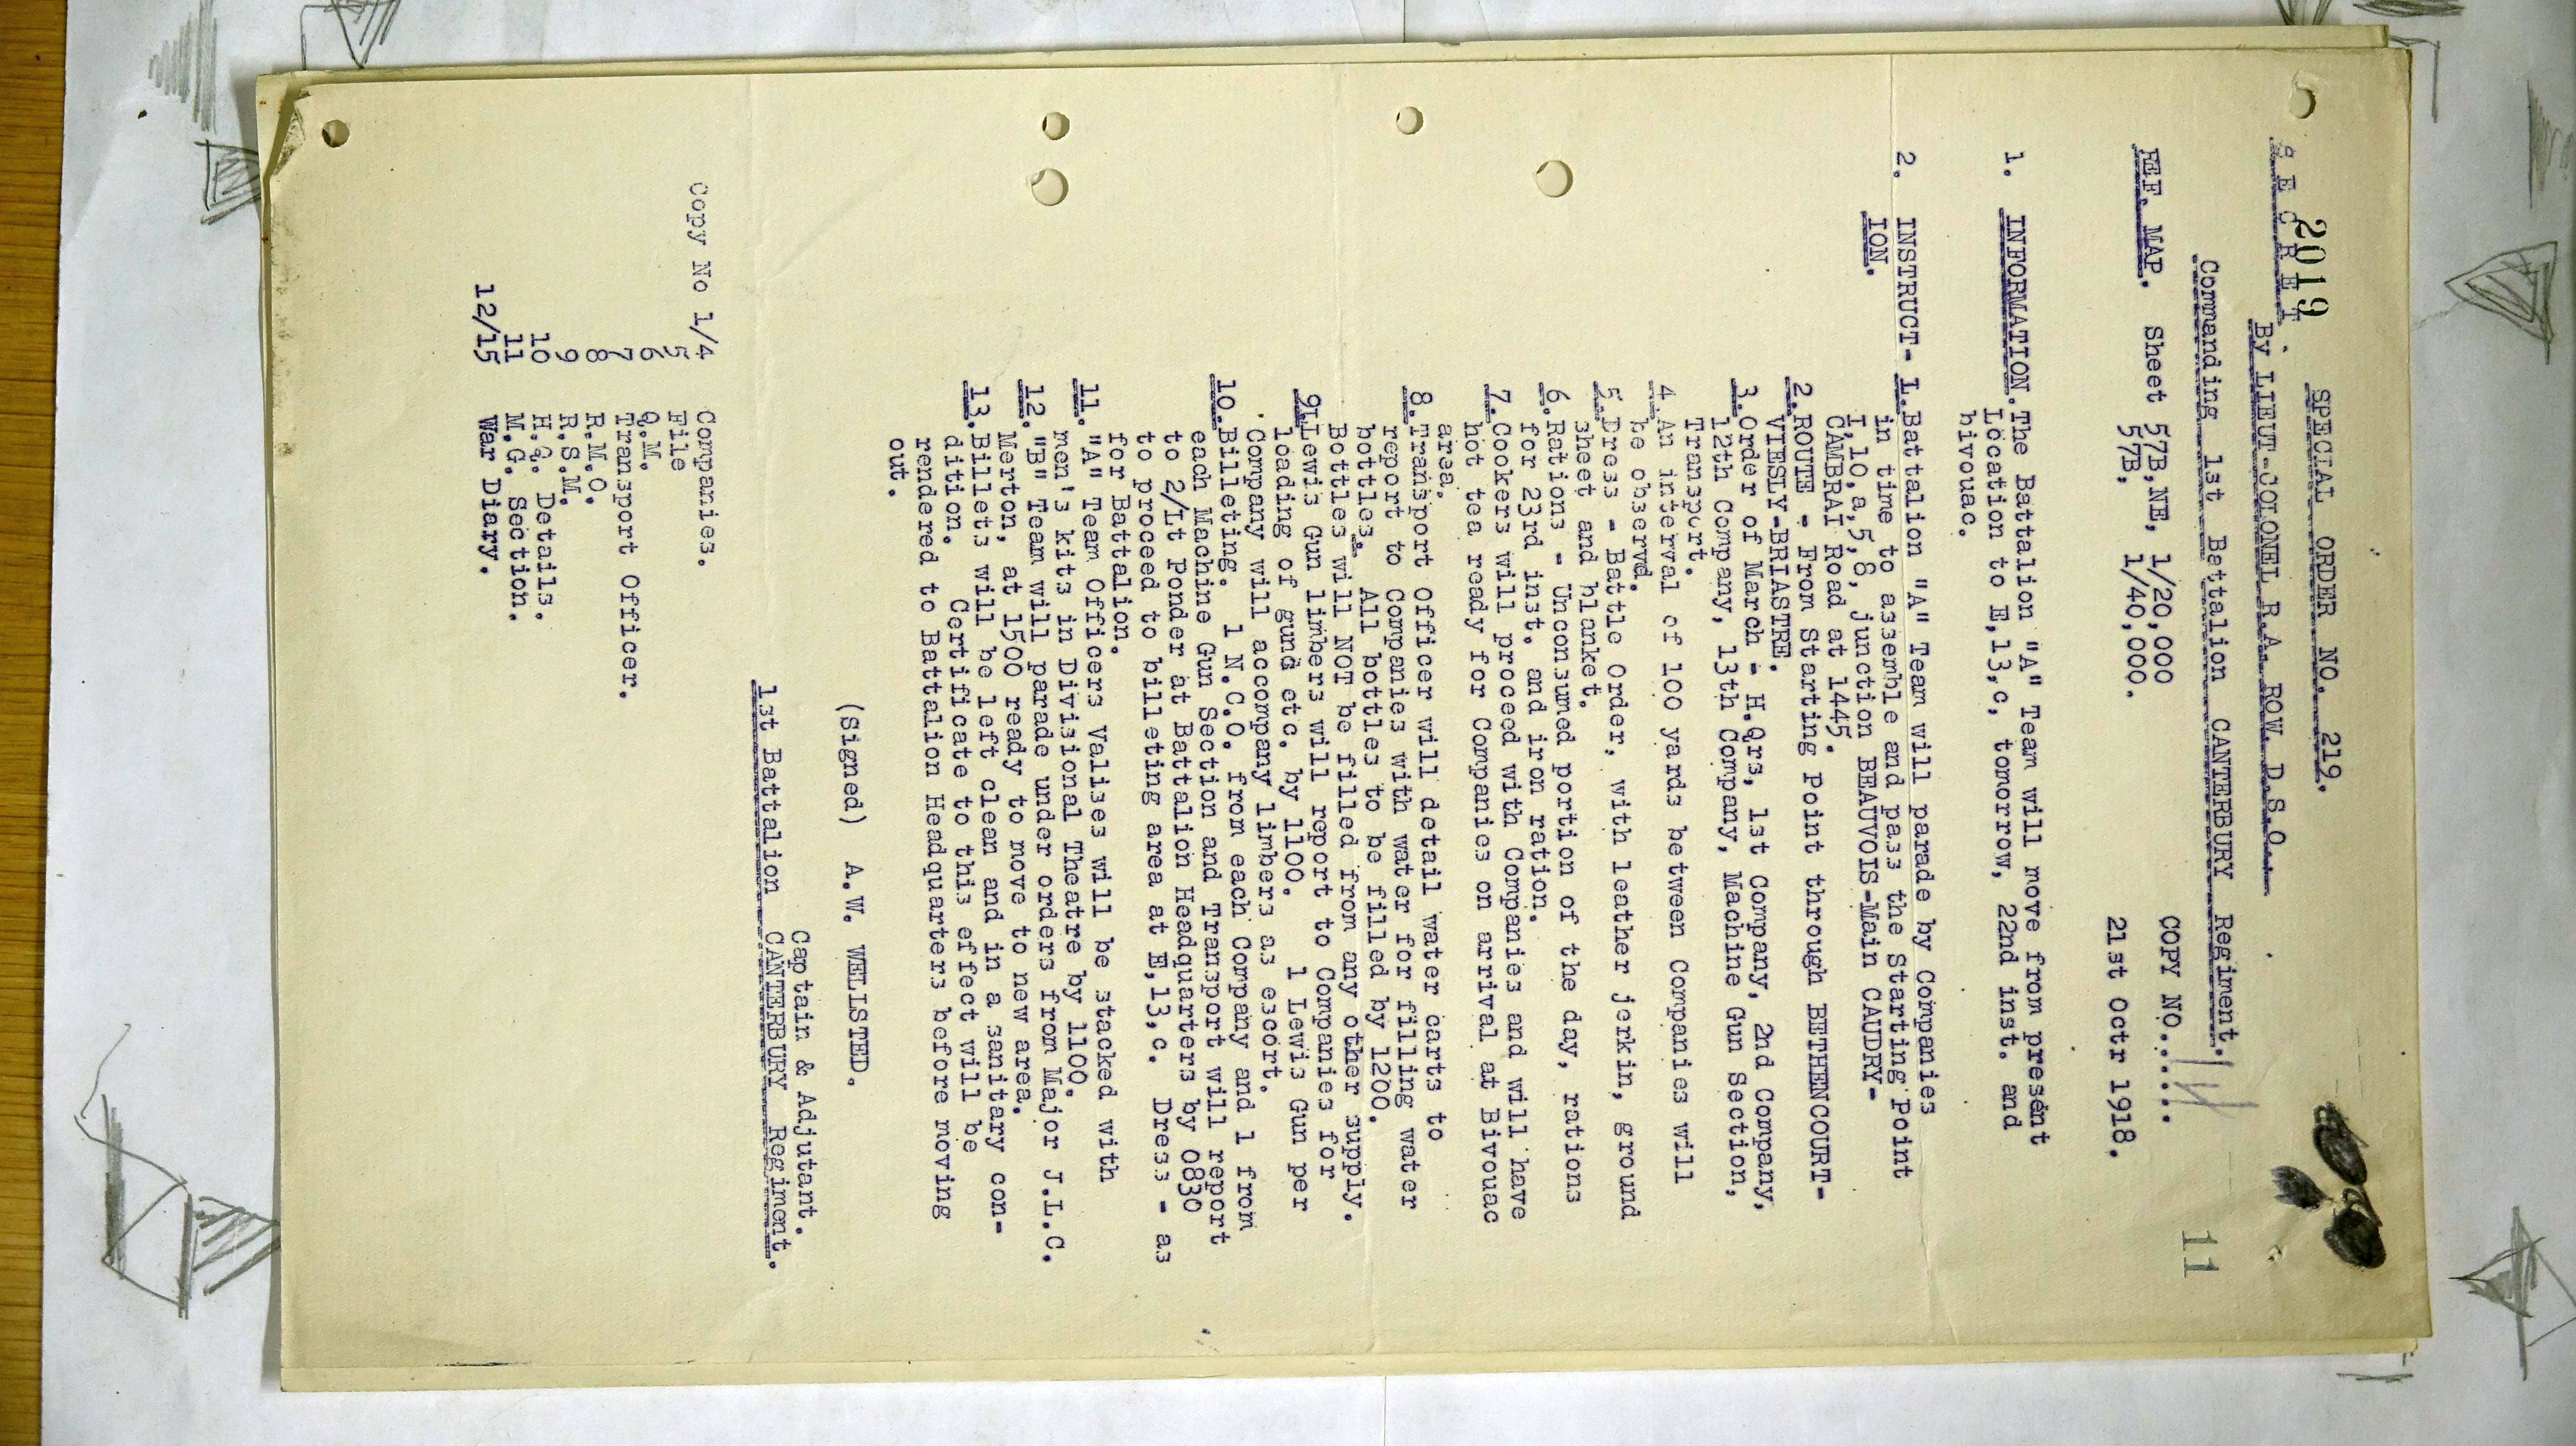 2019
SPECIAL ORDER NO. 219.
S E C R E T
By LIEUT-COLONEL R.A. ROW. D.S.O..
Commanding 1st Battalion CANTERBURY Regiment.
11
COPY NO......
REF. MAP. Sheet 57B,NE, 1/20,000
57B, 1/40,000.
21st Octr 1918.
1. INFORMATION. The Battalion "A" Team will move from present
Location to E,13,c, tomorrow, 22nd inst. and
bivouac.
2. INSTRUCT- 1. Battalion "A" Team will parade by Companies
ION. in time to assemble and pass the Starting Point
I,10,a,5,8, junction BEAUVOIS-Main CAUDRY-
CAMBRAI Road at 1445.
2. ROUTE - From Starting Point through BETHENCOURT-
VIESLY-BRIASTRE.
3. Order of March - H.Qrs, 1st Company, 2nd Company,
12th Company, 13th Company, Machine Gun Section,
Transport.
4. An interval of 100 yards between Companies will
be observd.
5. Dress - Battle Order, with leather jerkin, ground
sheet and blanket.
6. Rations - Unconsumed portion of the day, rations
for 23rd inst. and iron ration.
7. Cookers will proceed with Companies and will have
hot tea ready for Companies on arrival at Bivouac
area.
8. Transport Officer will detail water carts to
report to Companies with water for filling water
bottles. All bottles to be filled by 1200.
Bottles will NOT be filled from any other supply.
9. Lewis Gun limbers will report to Companies for
loading of guns etc. by 1100. 1 Lewis Gun per
Company will accompany limbers as escort.
10. Billeting. 1 N.C.O. from each Company and 1 from
each Machine Gun Section and Transport will report
to 2/Lt Ponder at Battalion Headquarters by 0830
to proceed to billeting area at E,13,c. Dress - as
for Battalion.
11. "A" Team Officers Valises will be stacked with
men's kits in Divisional Theatre by 1100.
12. "B" Team will parade under orders from Major J.L.C.
Merton, at 1500 ready to move to new area.
13. Billets will be left clean and in a sanitary con-
dition. Certificate to this effect will be
rendered to Battalion Headquarters before moving
out.
(Signed) A.W. WELLSTED.
Captain & Adjutant.
1st Battalion CANTERBURY Regiment.
Copy No 1/4 Companies.
5 File
6 Q.M.
7 Transport Officer.
8 R.M.O.
9 R.S.M.
10 H.Q. Details.
11 M.G. Section.
12/15 War Diary.